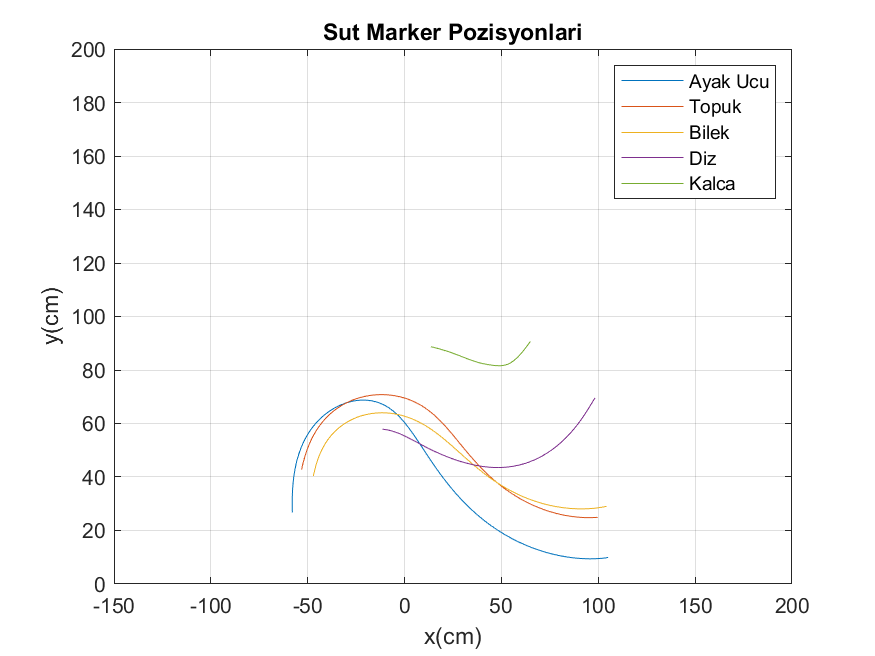 Sut Marker Pozisyonlari
200
180
160
140
120
100
80
60
40
20
0
y(cm)
Ayak Ucu
Topuk
Bilek
Diz
Kalca
-150 -100 -50 0 50 100 150 200
x(cm)